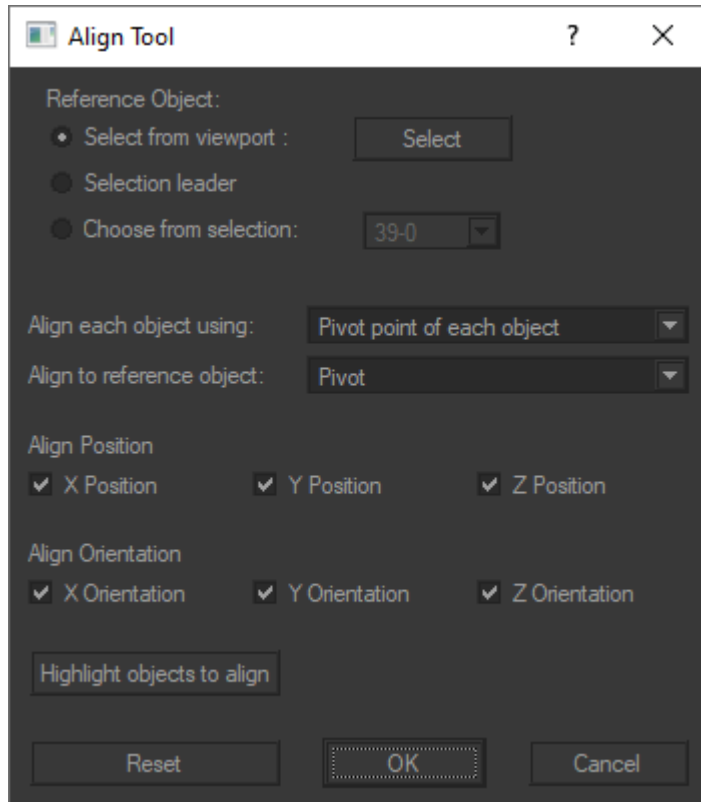 Align Tool ?
Reference Object:
Select from viewport : Select
Selection leader
Choose from selection: 39-0
Align each object using: Pivot point of each object
Align to reference object: Pivot
Align Position
X Position Y Position Z Position
Align Orientation
X Orientation Y Orientation Z Orientation
Highlight objects to align
Reset OK Cancel